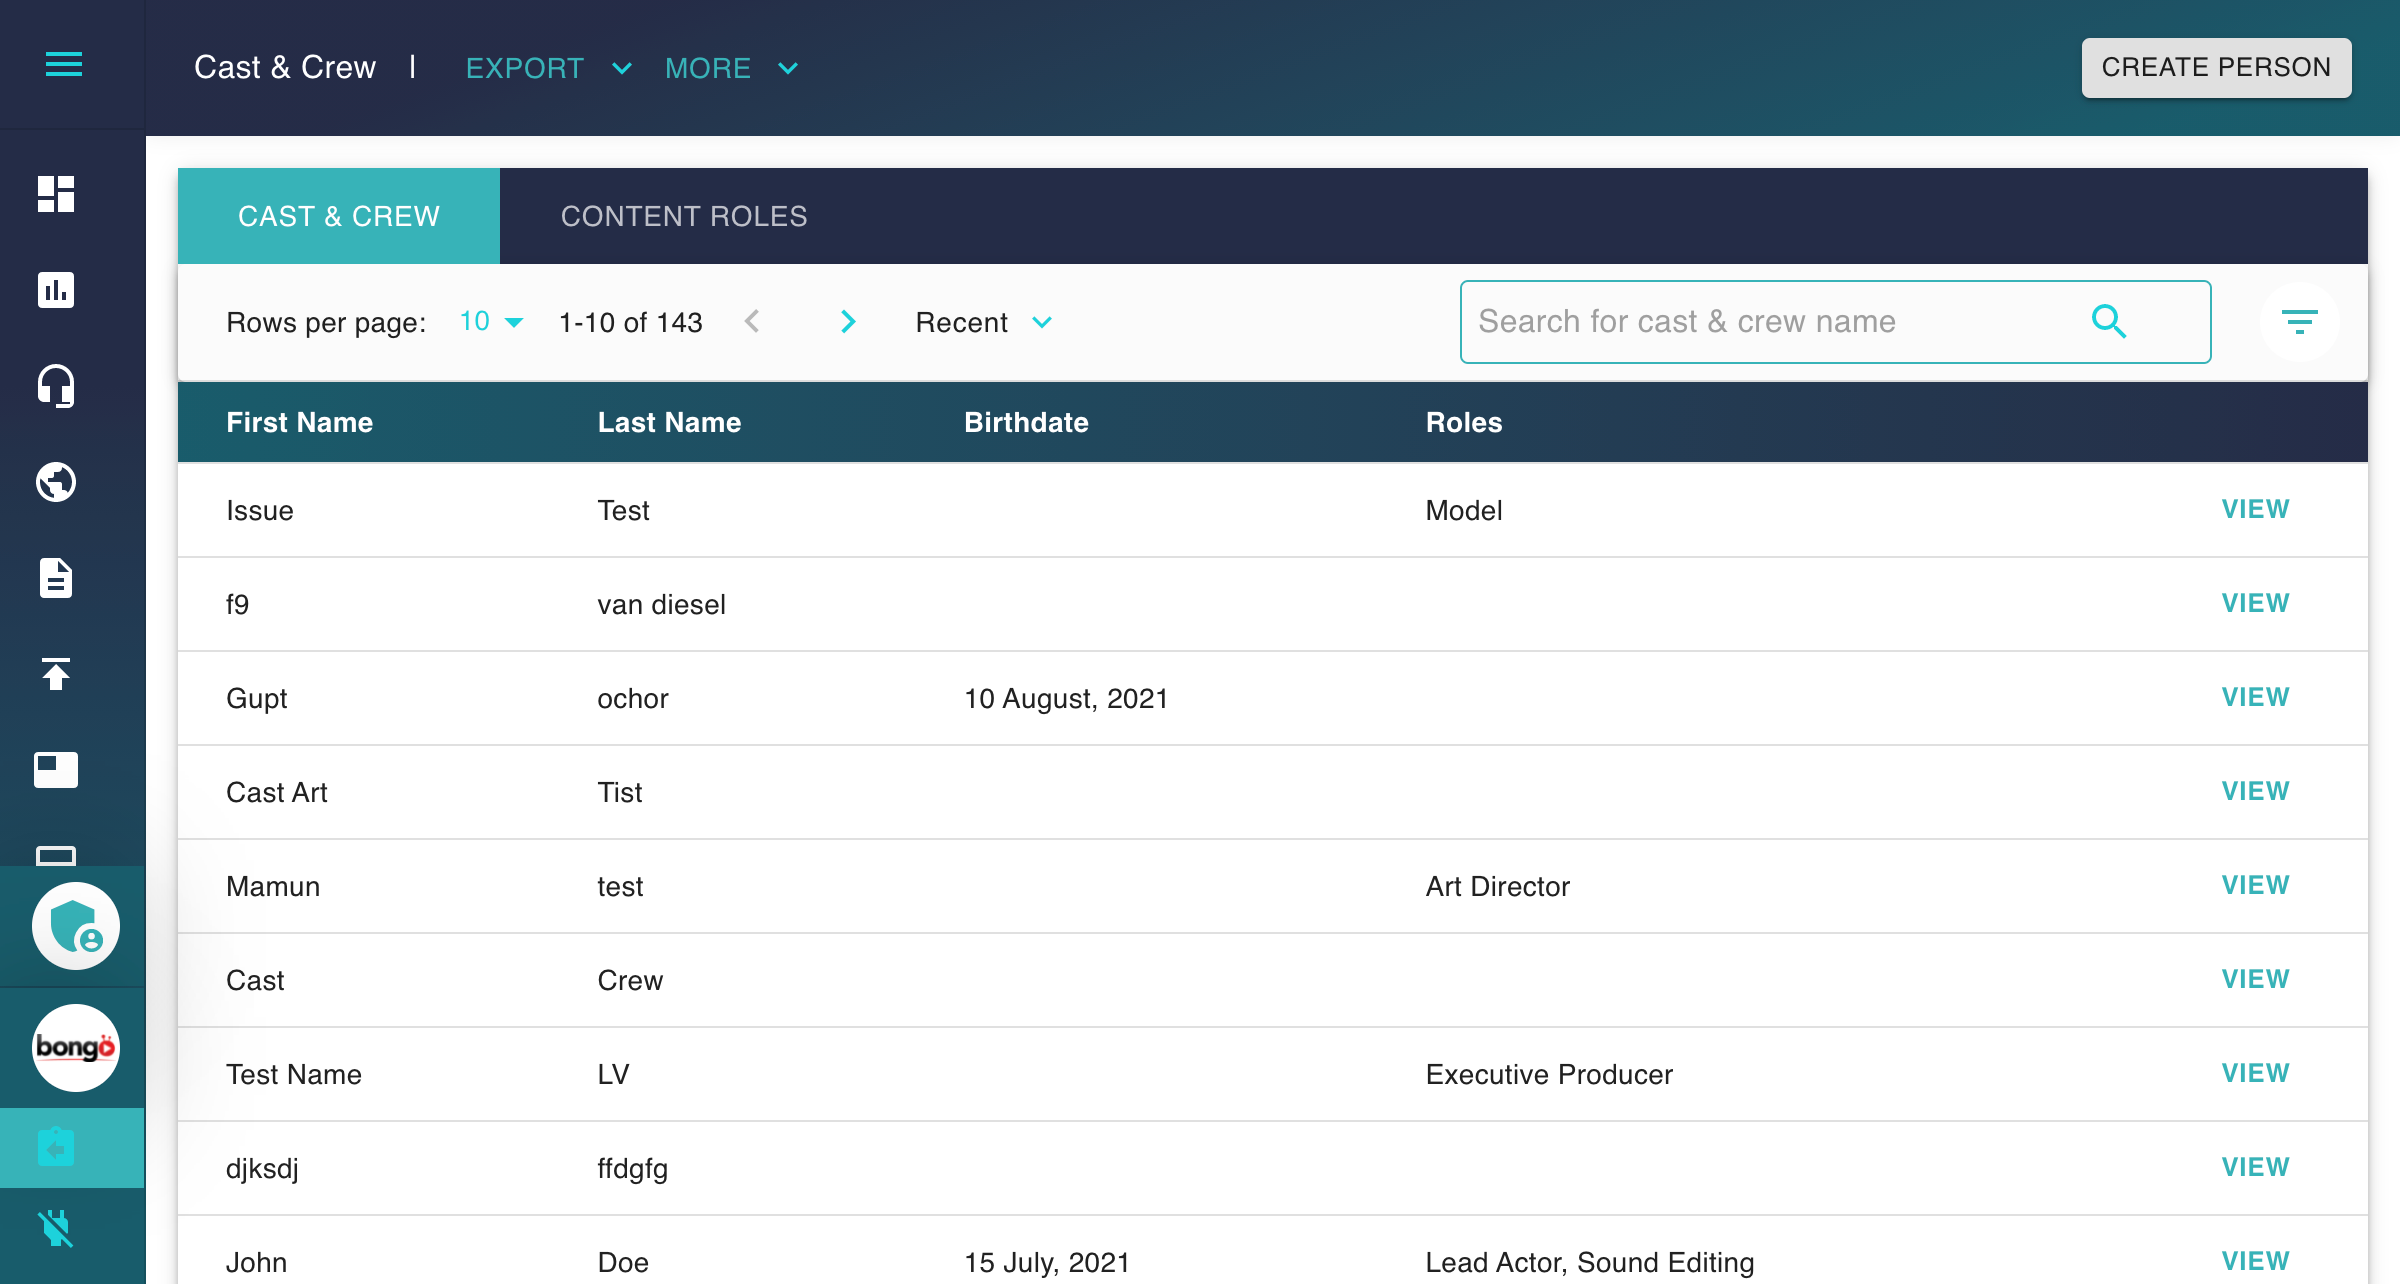 Cast & Crew | EXPORT MORE CREATE PERSON
CAST & CREW CONTENT ROLES
Rows per page: 10 1-10 of 143 Recent Search for cast & crew name
First Name Last Name Birthdate Roles
Issue Test Model VIEW
f9 van diesel VIEW
Gupt ochor 10 August, 2021 VIEW
Cast Art Tist VIEW
Mamun test Art Director VIEW
Cast Crew VIEW
bongo
Test Name LV Executive Producer VIEW
djksdj ffdgfg VIEW
John Doe 15 July, 2021 Lead Actor, Sound Editing VIEW